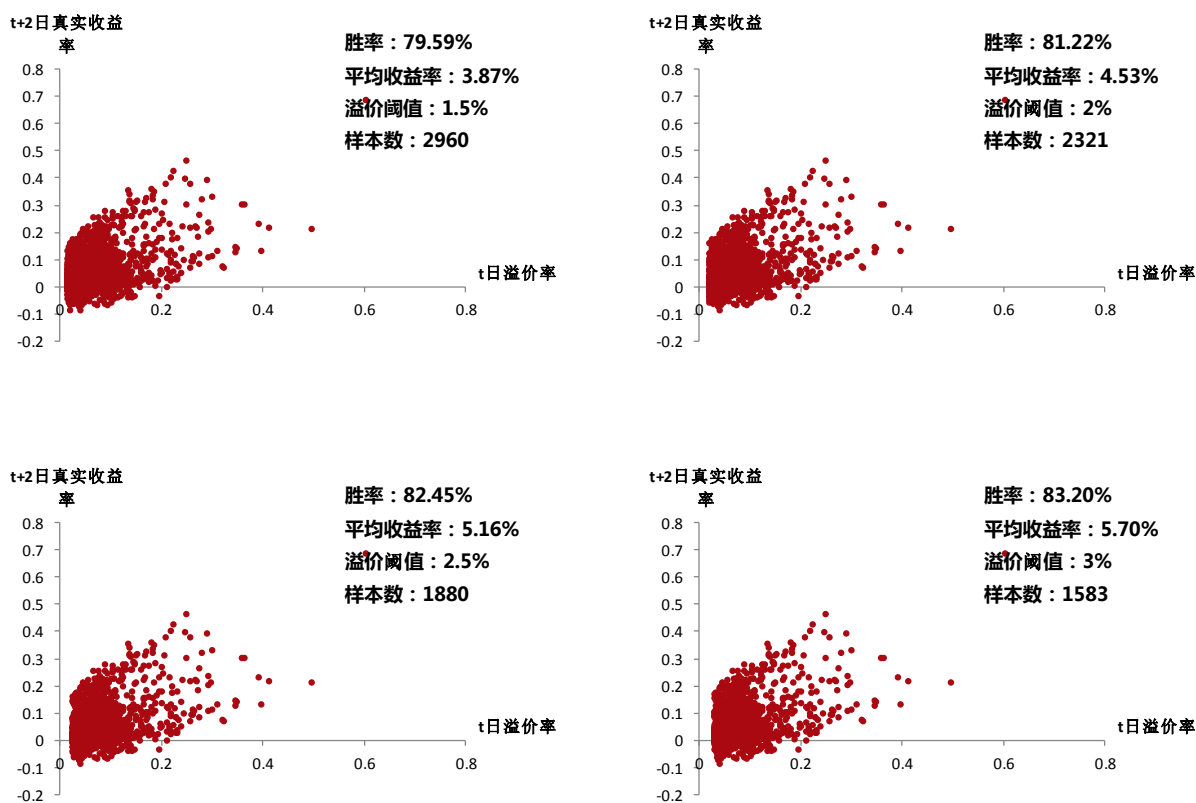 t+2日真实收益
率
胜率：79.59%
平均收益率：3.87%
溢价阈值：1.5%
样本数：2960
0.8
0.7
0.6
0.5
0.4
0.3
0.2
0.1
0
-0.1
-0.2
0
0.2
0.4
0.6
0.8
t日溢价率
t+2日真实收益
率
胜率：81.22%
平均收益率：4.53%
溢价阈值：2%
样本数：2321
0.8
0.7
0.6
0.5
0.4
0.3
0.2
0.1
0
-0.1
-0.2
0
0.2
0.4
0.6
0.8
t日溢价率
t+2日真实收益
率
胜率：82.45%
平均收益率：5.16%
溢价阈值：2.5%
样本数：1880
0.8
0.7
0.6
0.5
0.4
0.3
0.2
0.1
0
-0.1
-0.2
0
0.2
0.4
0.6
0.8
t日溢价率
t+2日真实收益
率
胜率：83.20%
平均收益率：5.70%
溢价阈值：3%
样本数：1583
0.8
0.7
0.6
0.5
0.4
0.3
0.2
0.1
0
-0.1
-0.2
0
0.2
0.4
0.6
0.8
t日溢价率